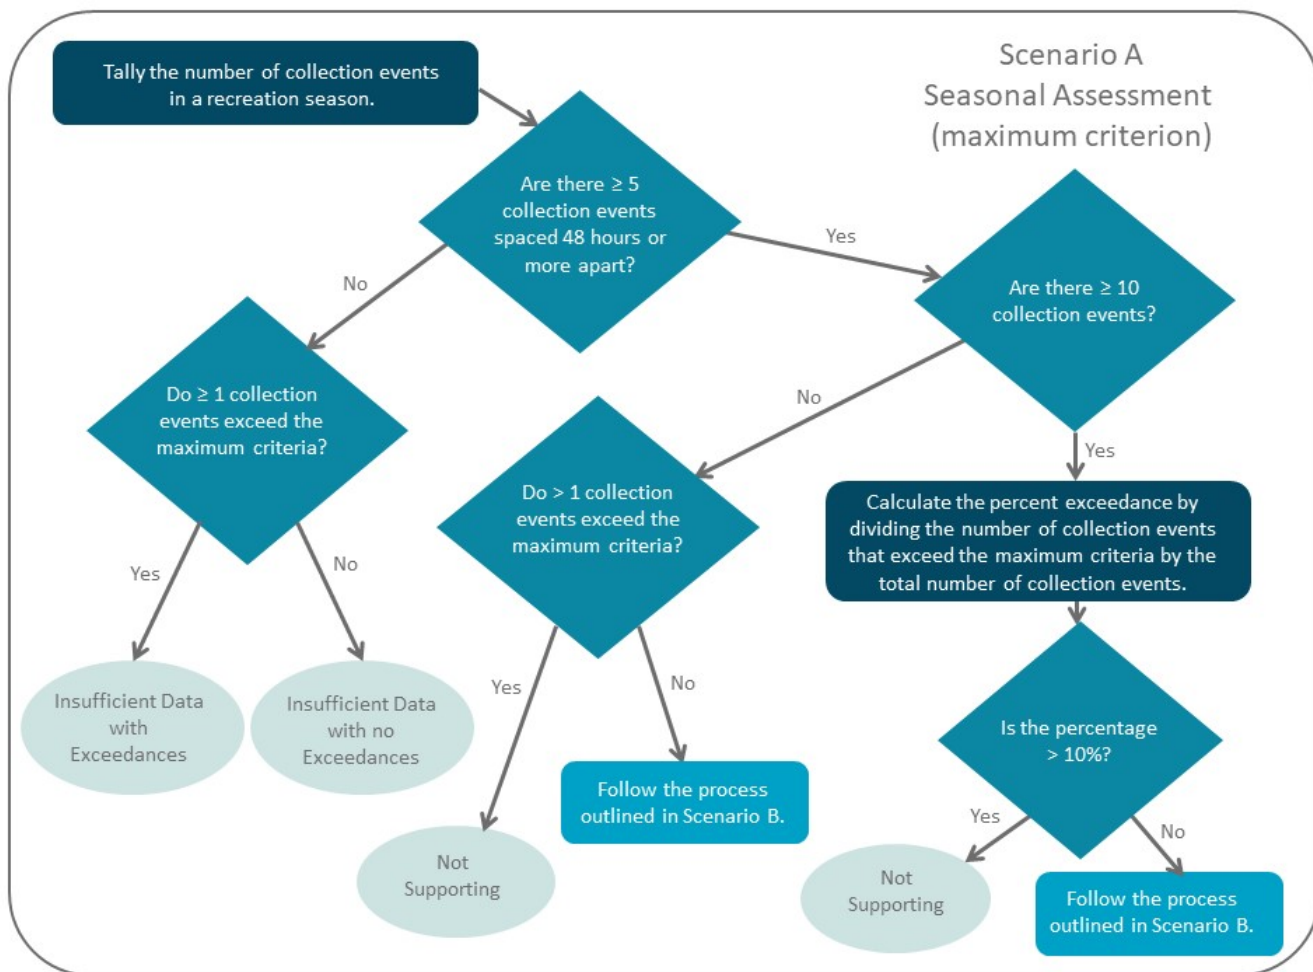 Scenario A
Seasonal Assessment
(maximum criterion)
Tally the number of collection events
in a recreation season.
Are there ≥ 5
collection events
spaced 48 hours or
more apart?
Yes
No
Are there ≥ 10
collection events?
Do ≥ 1 collection
events exceed the
maximum criteria?
No
Yes
Do > 1 collection
events exceed the
maximum criteria?
Calculate the percent exceedance by
dividing the number of collection events
that exceed the maximum criteria by the
total number of collection events.
Yes
No
Insufficient Data
with
Exceedances
Insufficient Data
with no
Exceedances
Yes
No
Is the percentage
> 10%?
Follow the process
outlined in Scenario B.
Yes
No
Not
Supporting
Not
Supporting
Follow the process
outlined in Scenario B.